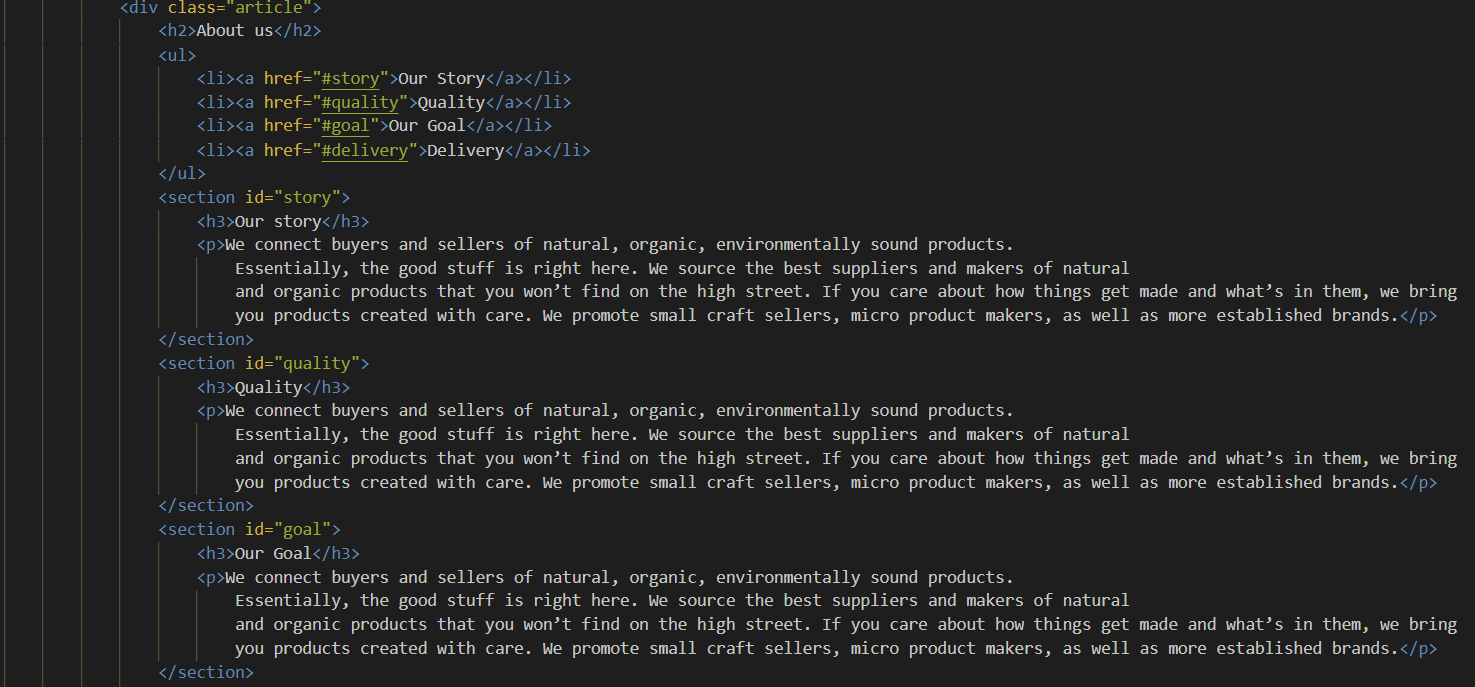 <div class="article">
<h2>About us</h2>
<ul>
<li><a href="#story">Our Story</a></li>
<li><a href="#quality">Quality</a></li>
<li><a href="#goal">Our Goal</a></li>
<li><a href="#delivery">Delivery</a></li>
</ul>
<section id="story">
<h3>Our story</h3>
<p>We connect buyers and sellers of natural, organic, environmentally sound products.
Essentially, the good stuff is right here. We source the best suppliers and makers of natural
and organic products that you won’t find on the high street. If you care about how things get made and what’s in them, we bring
you products created with care. We promote small craft sellers, micro product makers, as well as more established brands.</p>
</section>
<section id="quality">
<h3>Quality</h3>
<p>We connect buyers and sellers of natural, organic, environmentally sound products.
Essentially, the good stuff is right here. We source the best suppliers and makers of natural
and organic products that you won’t find on the high street. If you care about how things get made and what’s in them, we bring
you products created with care. We promote small craft sellers, micro product makers, as well as more established brands.</p>
</section>
<section id="goal">
<h3>Our Goal</h3>
<p>We connect buyers and sellers of natural, organic, environmentally sound products.
Essentially, the good stuff is right here. We source the best suppliers and makers of natural
and organic products that you won’t find on the high street. If you care about how things get made and what’s in them, we bring
you products created with care. We promote small craft sellers, micro product makers, as well as more established brands.</p>
</section>